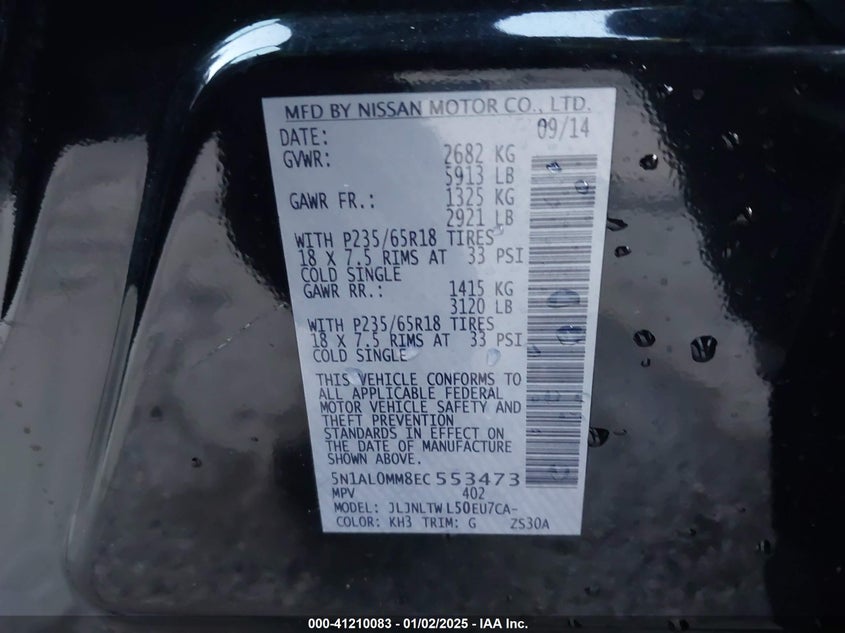 MFD BY NISSAN MOTOR CO., LTD.
DATE: 09/14
GVWR: 2682 KG
5913 LB
GAWR FR.: 1325 KG
2921 LB
WITH P235/65R18 TIRES
18 X 7.5 RIMS AT 33 PSI
COLD SINGLE
GAWR RR.: 1415 KG
3120 LB
WITH P235/65R18 TIRES
18 X 7.5 RIMS AT 33 PSI
COLD SINGLE
THIS VEHICLE CONFORMS TO
ALL APPLICABLE FEDERAL
MOTOR VEHICLE SAFETY AND
THEFT PREVENTION
STANDARDS IN EFFECT ON
THE DATE OF MANUFACTURE
SHOWN ABOVE.
5N1AL0MM8EC553473
MPV 402
MODEL: JLJNLTWL50EU7CA-
COLOR: KH3 TRIM: G ZS30A
000-41210083 - 01/02/2025 - IAA Inc.